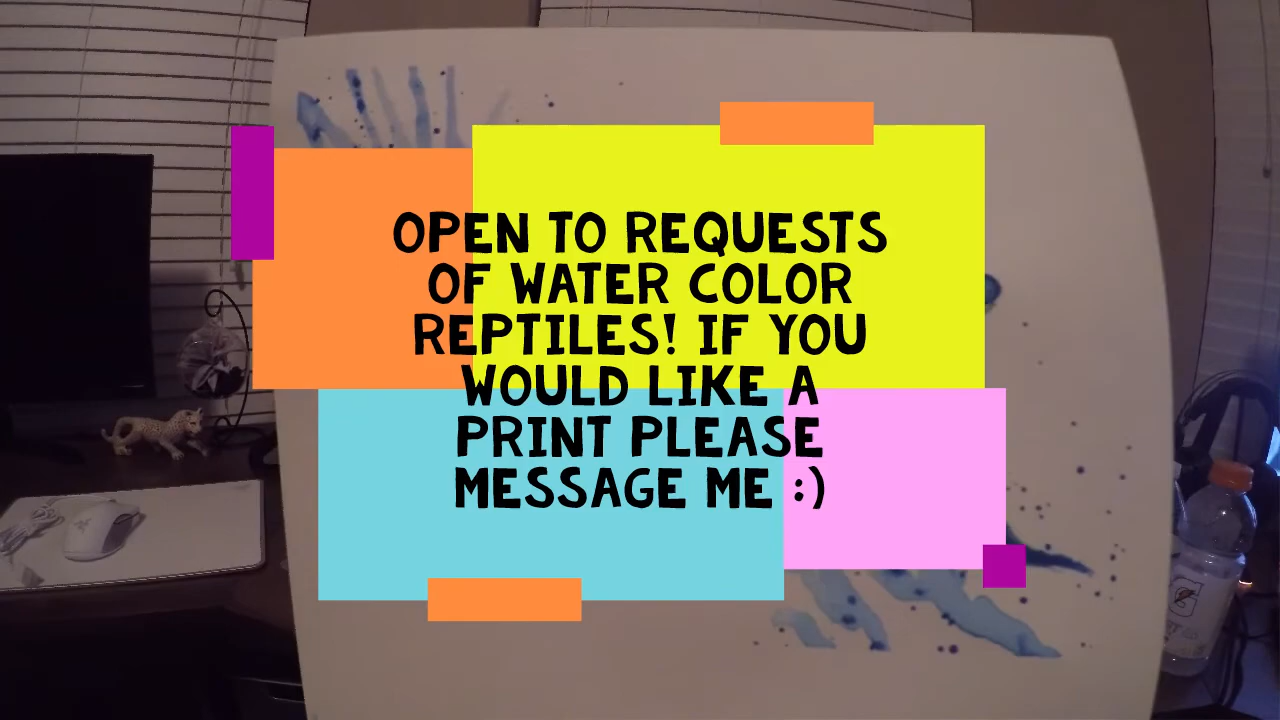 OPEN TO REQUESTS
OF WATER COLOR
REPTILES! IF YOU
WOULD LIKE A
PRINT PLEASE
MESSAGE ME :)